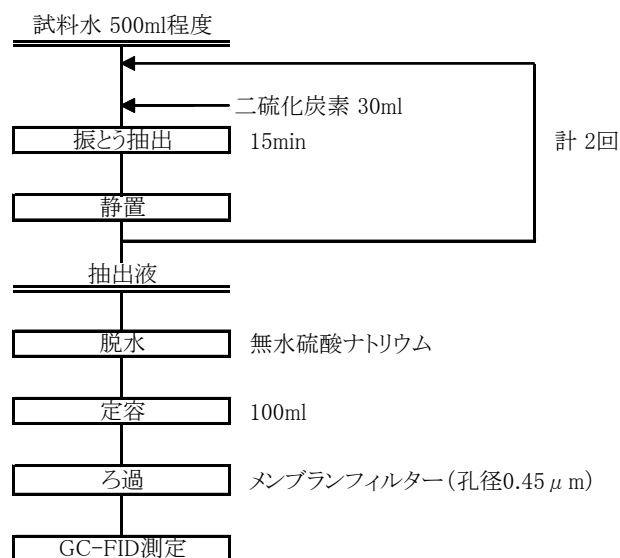 試料水 500ml程度
二硫化炭素 30ml
振とう抽出 15min 計 2回
静置
抽出液
脱水 無水硫酸ナトリウム
定容 100ml
ろ過 メンブランフィルター(孔径0.45μm)
GC-FID測定